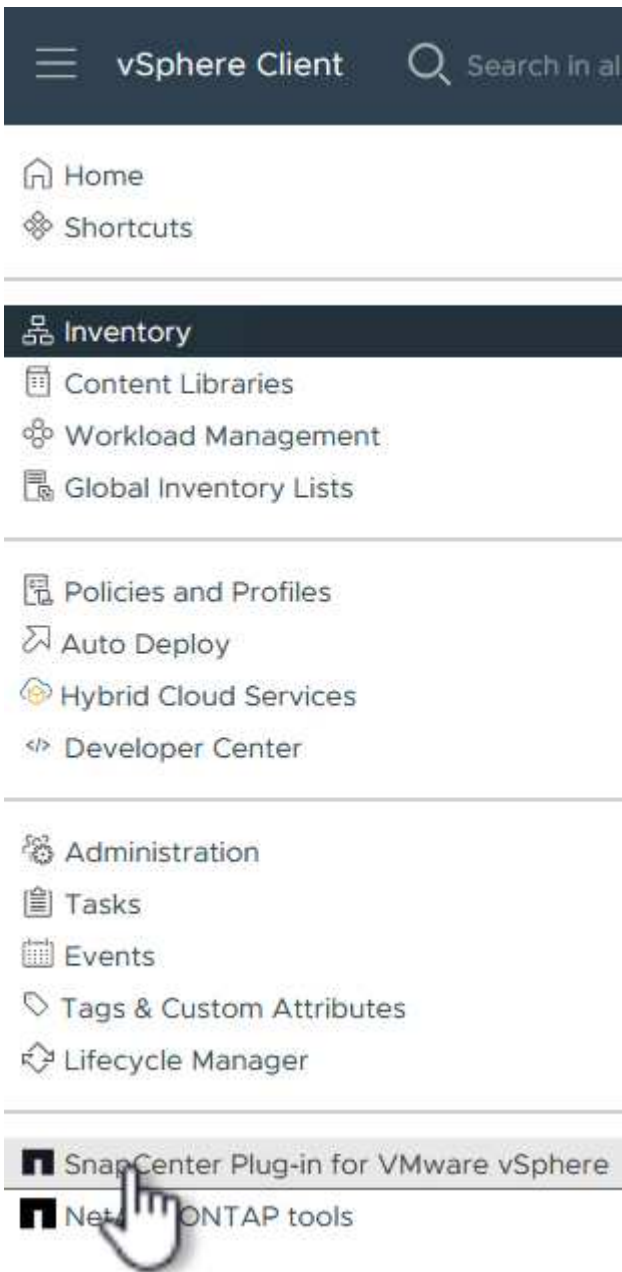 vSphere Client
Search in al
Home
Shortcuts
Inventory
Content Libraries
Workload Management
Global Inventory Lists
Policies and Profiles
Auto Deploy
Hybrid Cloud Services
</> Developer Center
Administration
Tasks
Events
Tags & Custom Attributes
Lifecycle Manager
SnapCenter Plug-in for VMware vSphere
ONTAP tools